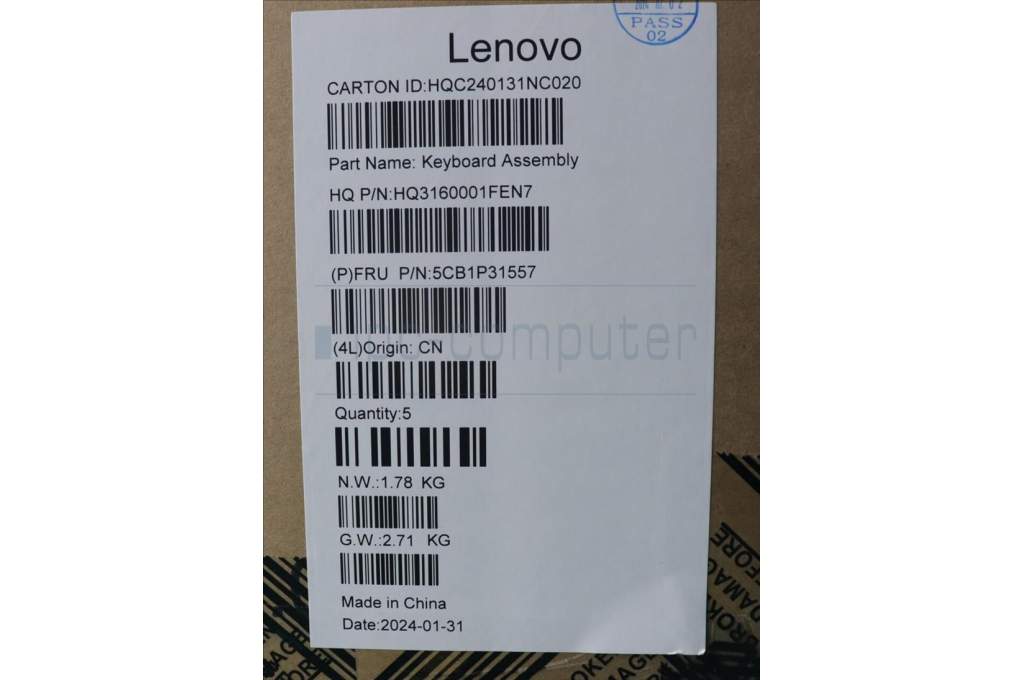 PASS
02
Lenovo
CARTON ID:HQC240131NC020
Part Name: Keyboard Assembly
HQ P/N:HQ3160001FEN7
(P)FRU P/N:5CB1P31557
computer
(4L)Origin: CN
Quantity:5
N.W.:1.78 KG
G.W.:2.71 KG
Made in China
Date:2024-01-31